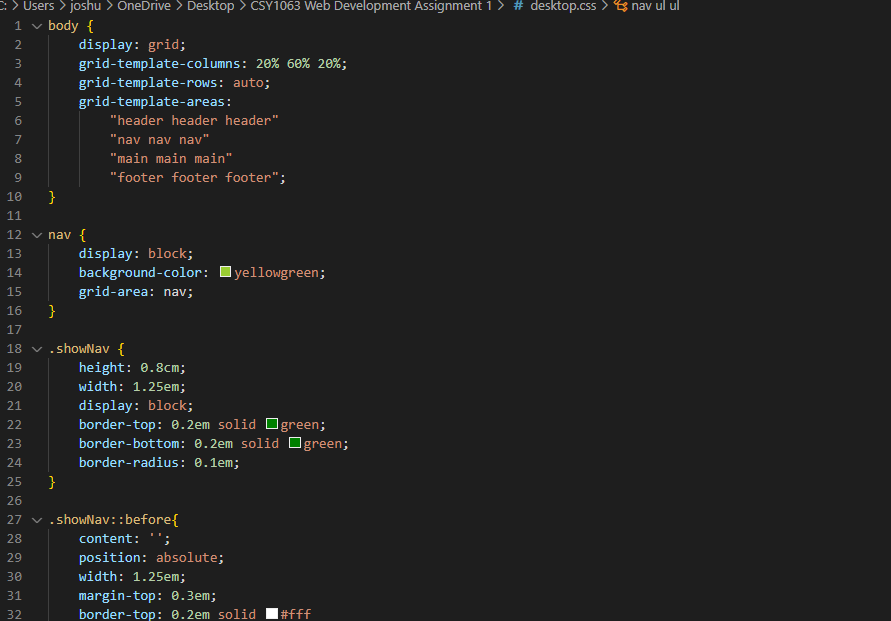 C: > Users > joshu > OneDrive > Desktop > CSY1063 Web Development Assignment 1 > # desktop.css > nav ul ul
1 body {
2 display: grid;
3 grid-template-columns: 20% 60% 20%;
4 grid-template-rows: auto;
5 grid-template-areas:
6 "header header header"
7 "nav nav nav"
8 "main main main"
9 "footer footer footer";
10 }
11
12 nav {
13 display: block;
14 background-color: yellowgreen;
15 grid-area: nav;
16 }
17
18 .showNav {
19 height: 0.8cm;
20 width: 1.25em;
21 display: block;
22 border-top: 0.2em solid green;
23 border-bottom: 0.2em solid green;
24 border-radius: 0.1em;
25 }
26
27 .showNav::before{
28 content: '';
29 position: absolute;
30 width: 1.25em;
31 margin-top: 0.3em;
32 border-top: 0.2em solid #fff